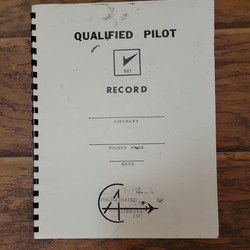 QUALIFIED PILOT
RECORD
AIRCRAFT
PILOTS NAME
DATE